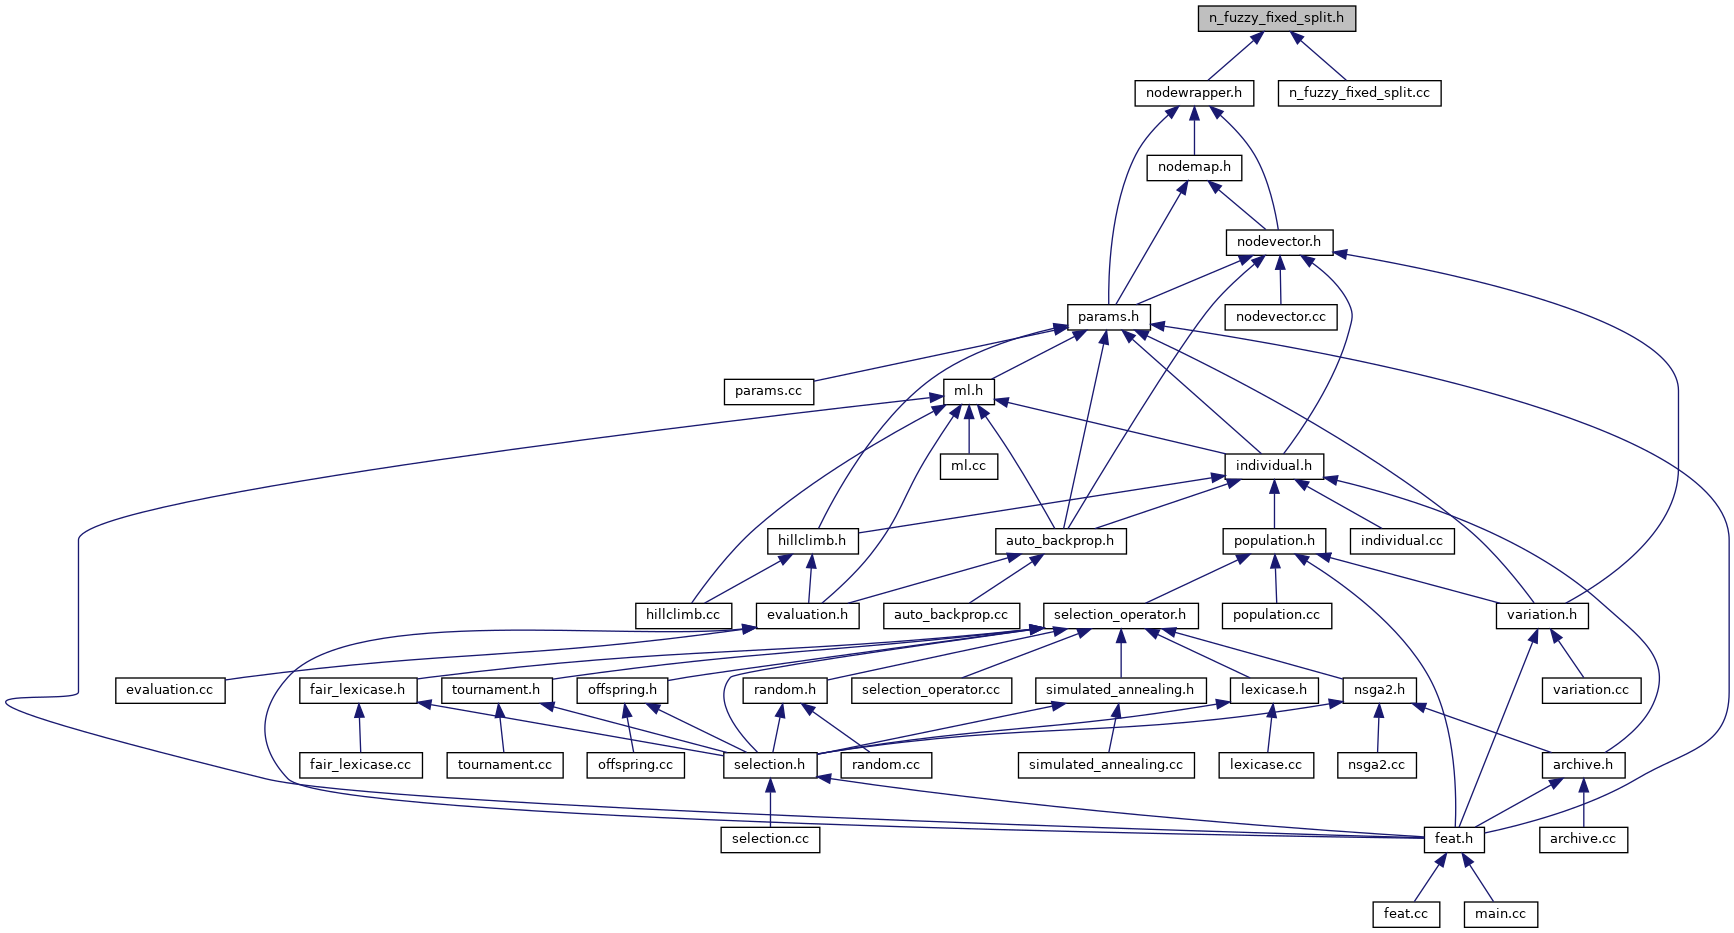 n_fuzzy_fixed_split.h
nodewrapper.h
n_fuzzy_fixed_split.cc
nodemap.h
nodevector.h
params.h
nodevector.cc
params.cc
ml.h
ml.cc
individual.h
hillclimb.h
auto_backprop.h
population.h
individual.cc
hillclimb.cc
evaluation.h
auto_backprop.cc
selection_operator.h
population.cc
variation.h
evaluation.cc
fair_lexicase.h
tournament.h
offspring.h
random.h
selection_operator.cc
simulated_annealing.h
lexicase.h
nsga2.h
variation.cc
fair_lexicase.cc
tournament.cc
offspring.cc
selection.h
random.cc
simulated_annealing.cc
lexicase.cc
nsga2.cc
archive.h
selection.cc
feat.h
archive.cc
feat.cc
main.cc